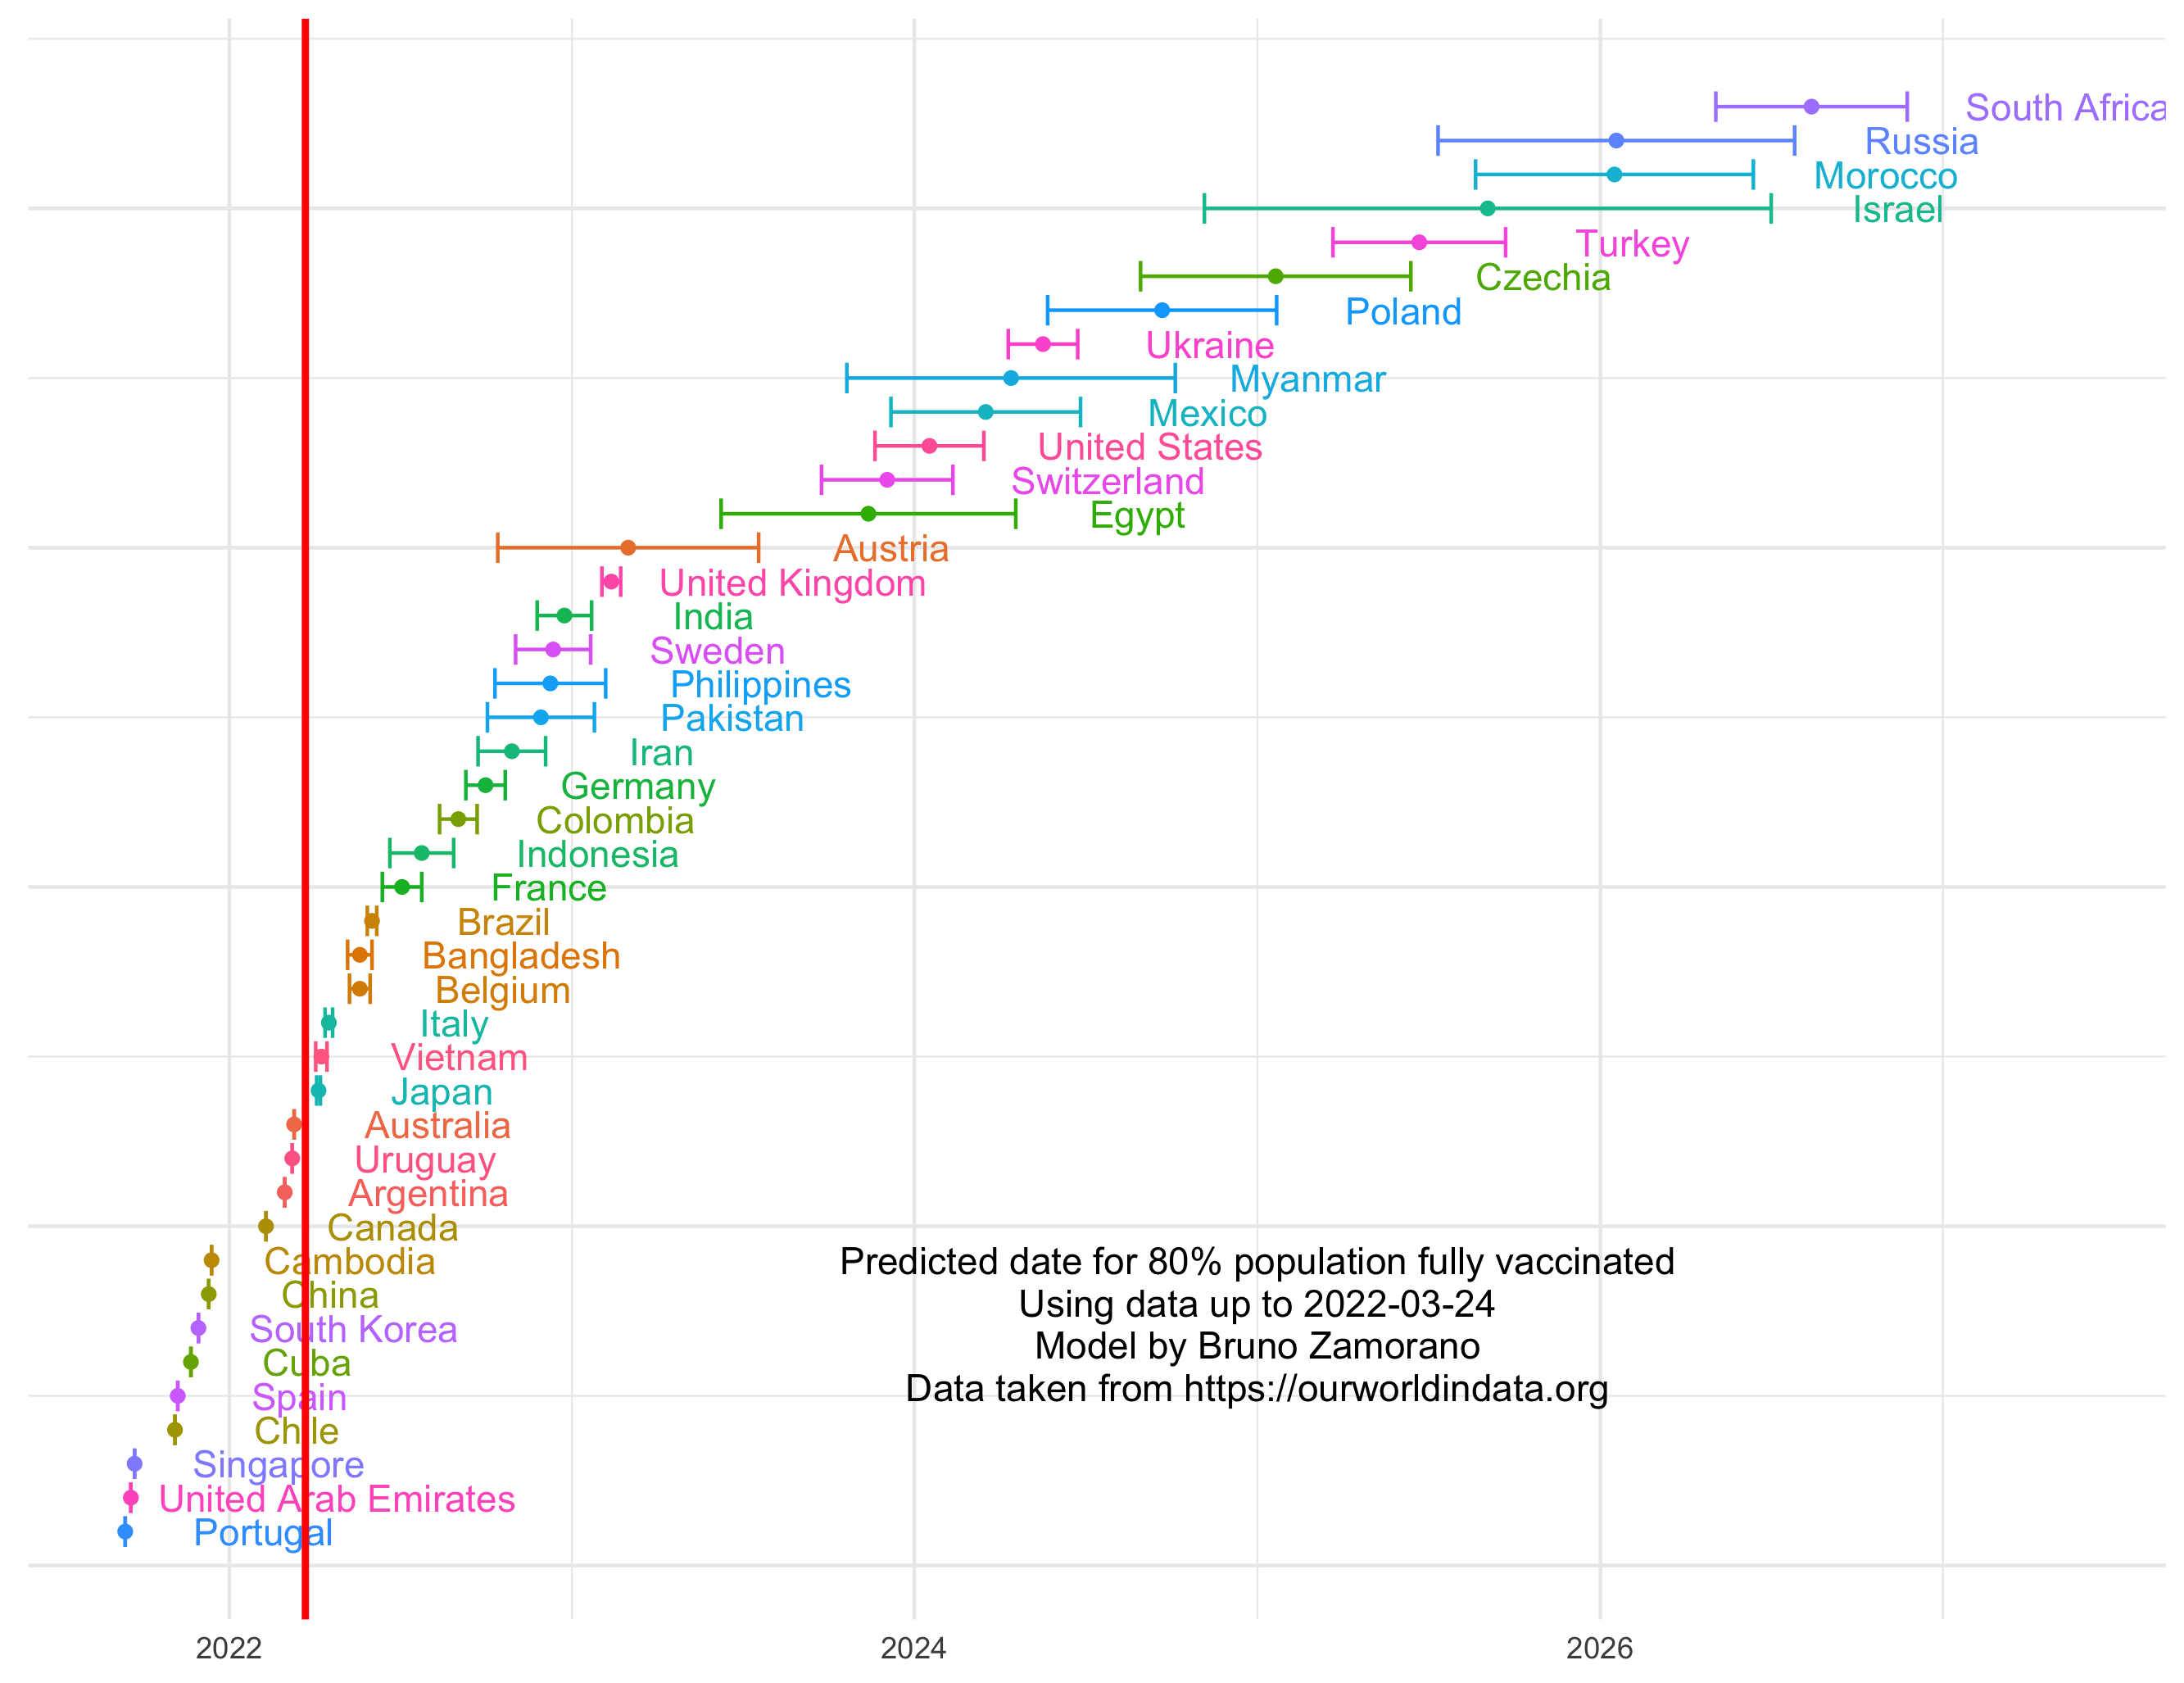 South Africa
Russia
Morocco
Israel
Turkey
Czechia
Poland
Ukraine
Myanmar
Mexico
United States
Switzerland
Egypt
Austria
United Kingdom
India
Sweden
Philippines
Pakistan
Iran
Germany
Colombia
Indonesia
France
Brazil
Bangladesh
Belgium
Italy
Vietnam
Japan
Australia
Uruguay
Argentina
Canada
Cambodia
China
South Korea
Cuba
Spain
Chile
Singapore
United Arab Emirates
Portugal
Predicted date for 80% population fully vaccinated
Using data up to 2022-03-24
Model by Bruno Zamorano
Data taken from https://ourworldindata.org
2022 2024 2026